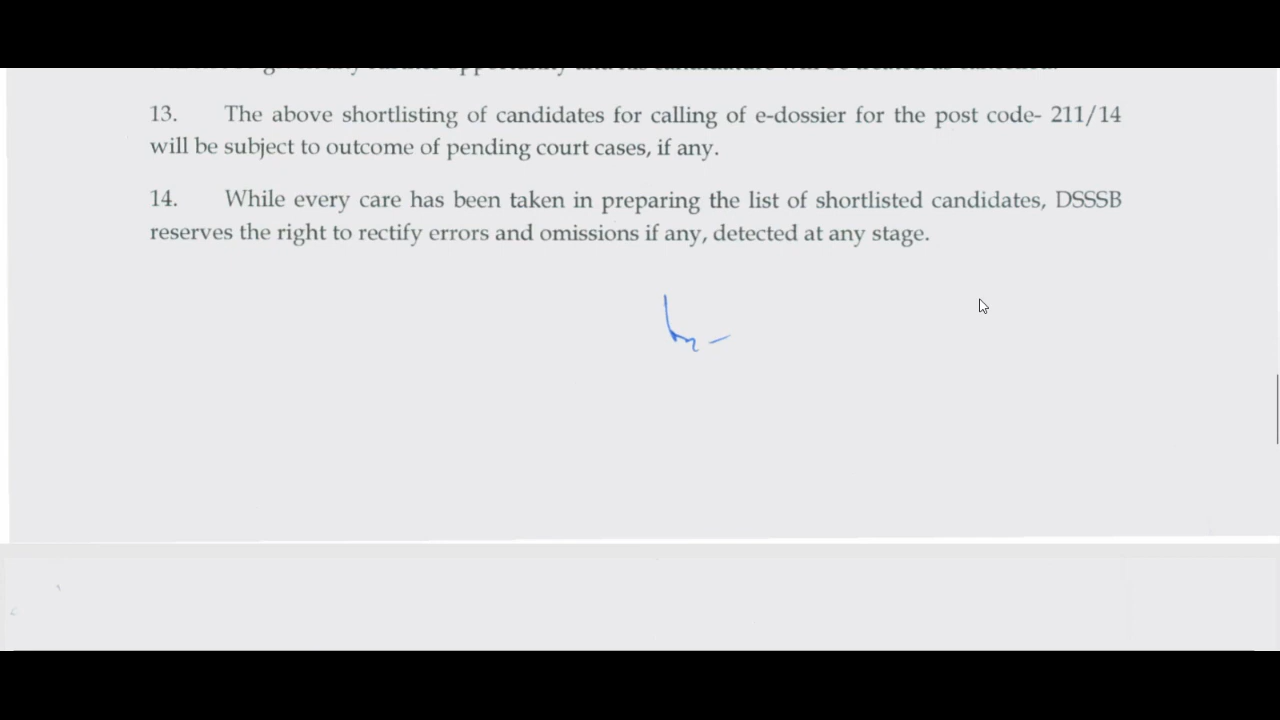 13. The above shortlisting of candidates for calling of e-dossier for the post code- 211/14
will be subject to outcome of pending court cases, if any.
14. While every care has been taken in preparing the list of shortlisted candidates, DSSSB
reserves the right to rectify errors and omissions if any, detected at any stage.